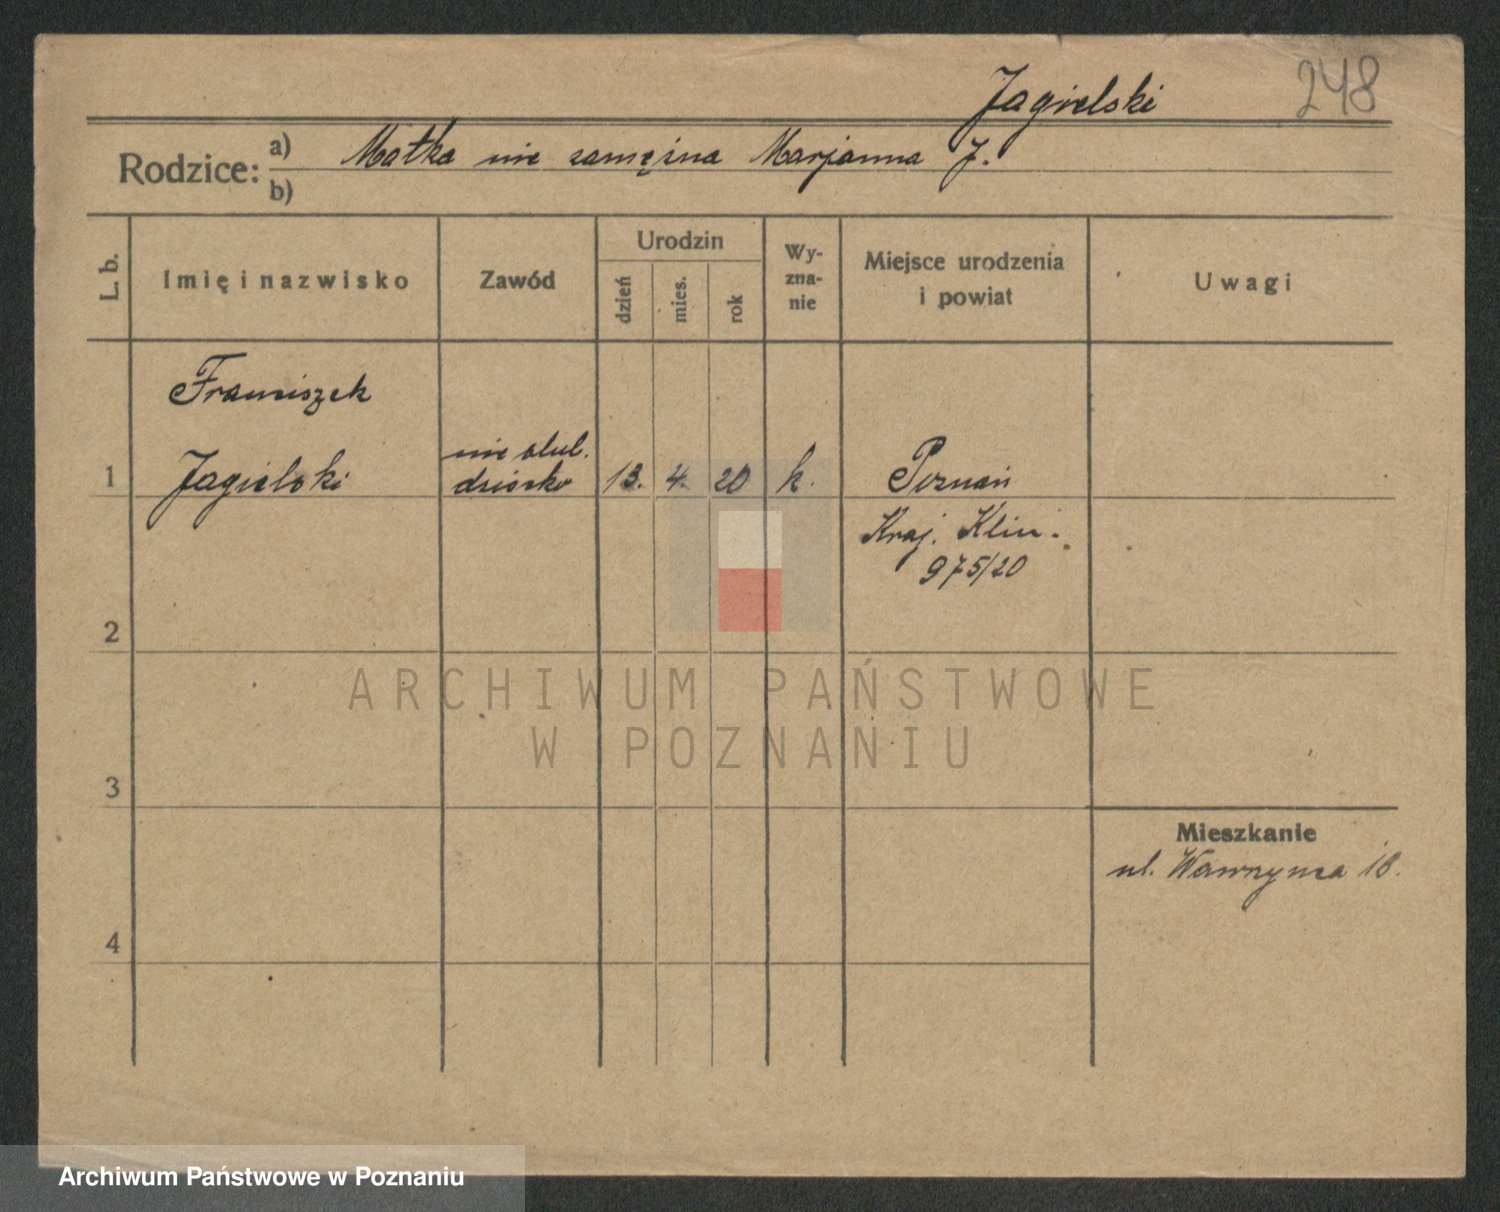 Jagielski
248
Rodzice:
a) Matka nie zamężna Marjanna J.
b)
L. b.
Imię i nazwisko
Zawód
Urodzin
dzień
mies.
rok
Wy-
zna-
nie
Miejsce urodzenia
i powiat
Uwagi
Franciszek
1 Jagielski
nie ślub.
dziecko
13. 4. 20 k.
Poznań
Kraj. Klin.
975/20
2
3
4
Mieszkanie
ul. Wawrzyńca 18.
ARCHIWUM PAŃSTWOWE
W POZNANIU
Archiwum Państwowe w Poznaniu